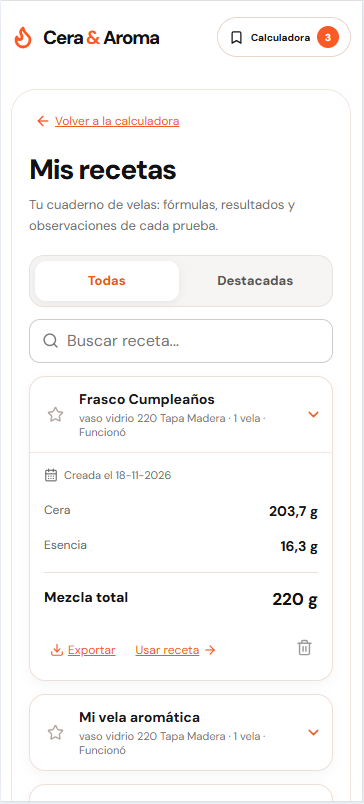 Cera & Aroma
Calculadora 3
Volver a la calculadora
Mis recetas
Tu cuaderno de velas: fórmulas, resultados y
observaciones de cada prueba.
Todas Destacadas
Buscar receta...
Frasco Cumpleaños
vaso vidrio 220 Tapa Madera · 1 vela ·
Funcionó
Creada el 18-11-2026
Cera 203,7 g
Esencia 16,3 g
Mezcla total 220 g
Exportar Usar receta
Mi vela aromática
vaso vidrio 220 Tapa Madera · 1 vela ·
Funcionó